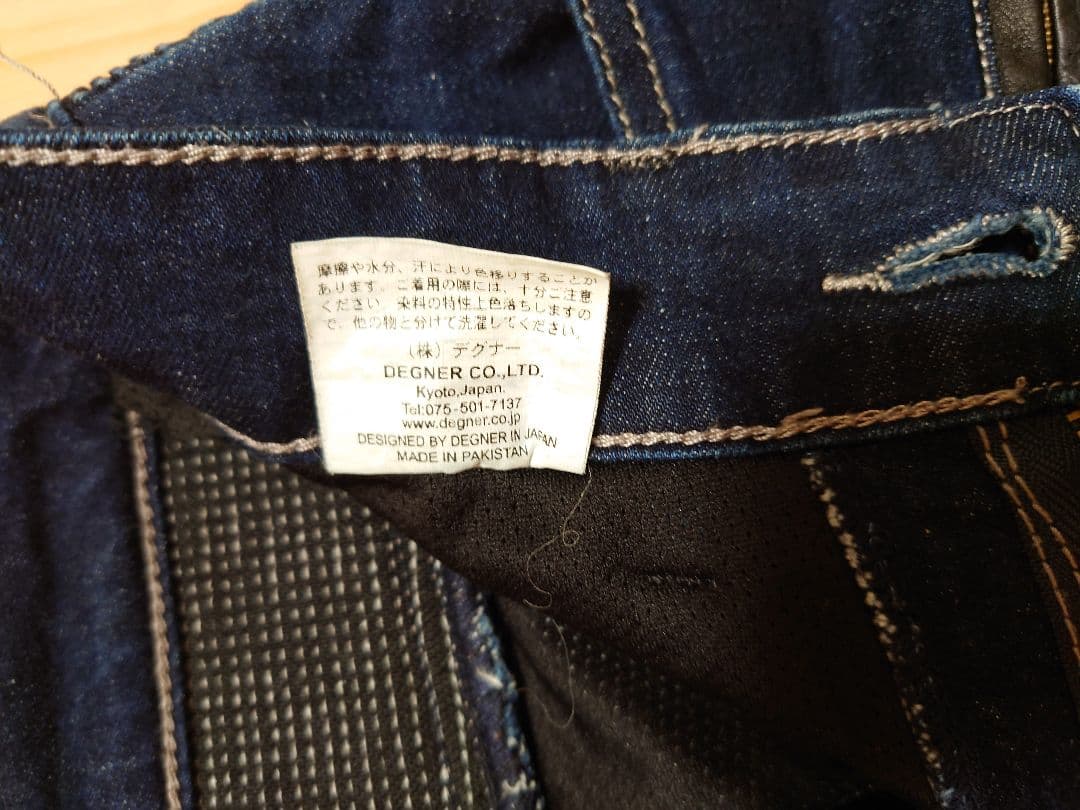 摩擦や水分、汗により色移りすることが
あります。ご着用の際には、十分ご注意
ください。染料の特性上色落ちしますの
で、他の物と分けて洗濯してください。
(株) デグナー
DEGNER CO.,LTD.
Kyoto,Japan.
Tel:075-501-7137
www.degner.co.jp
DESIGNED BY DEGNER IN JAPAN
MADE IN PAKISTAN